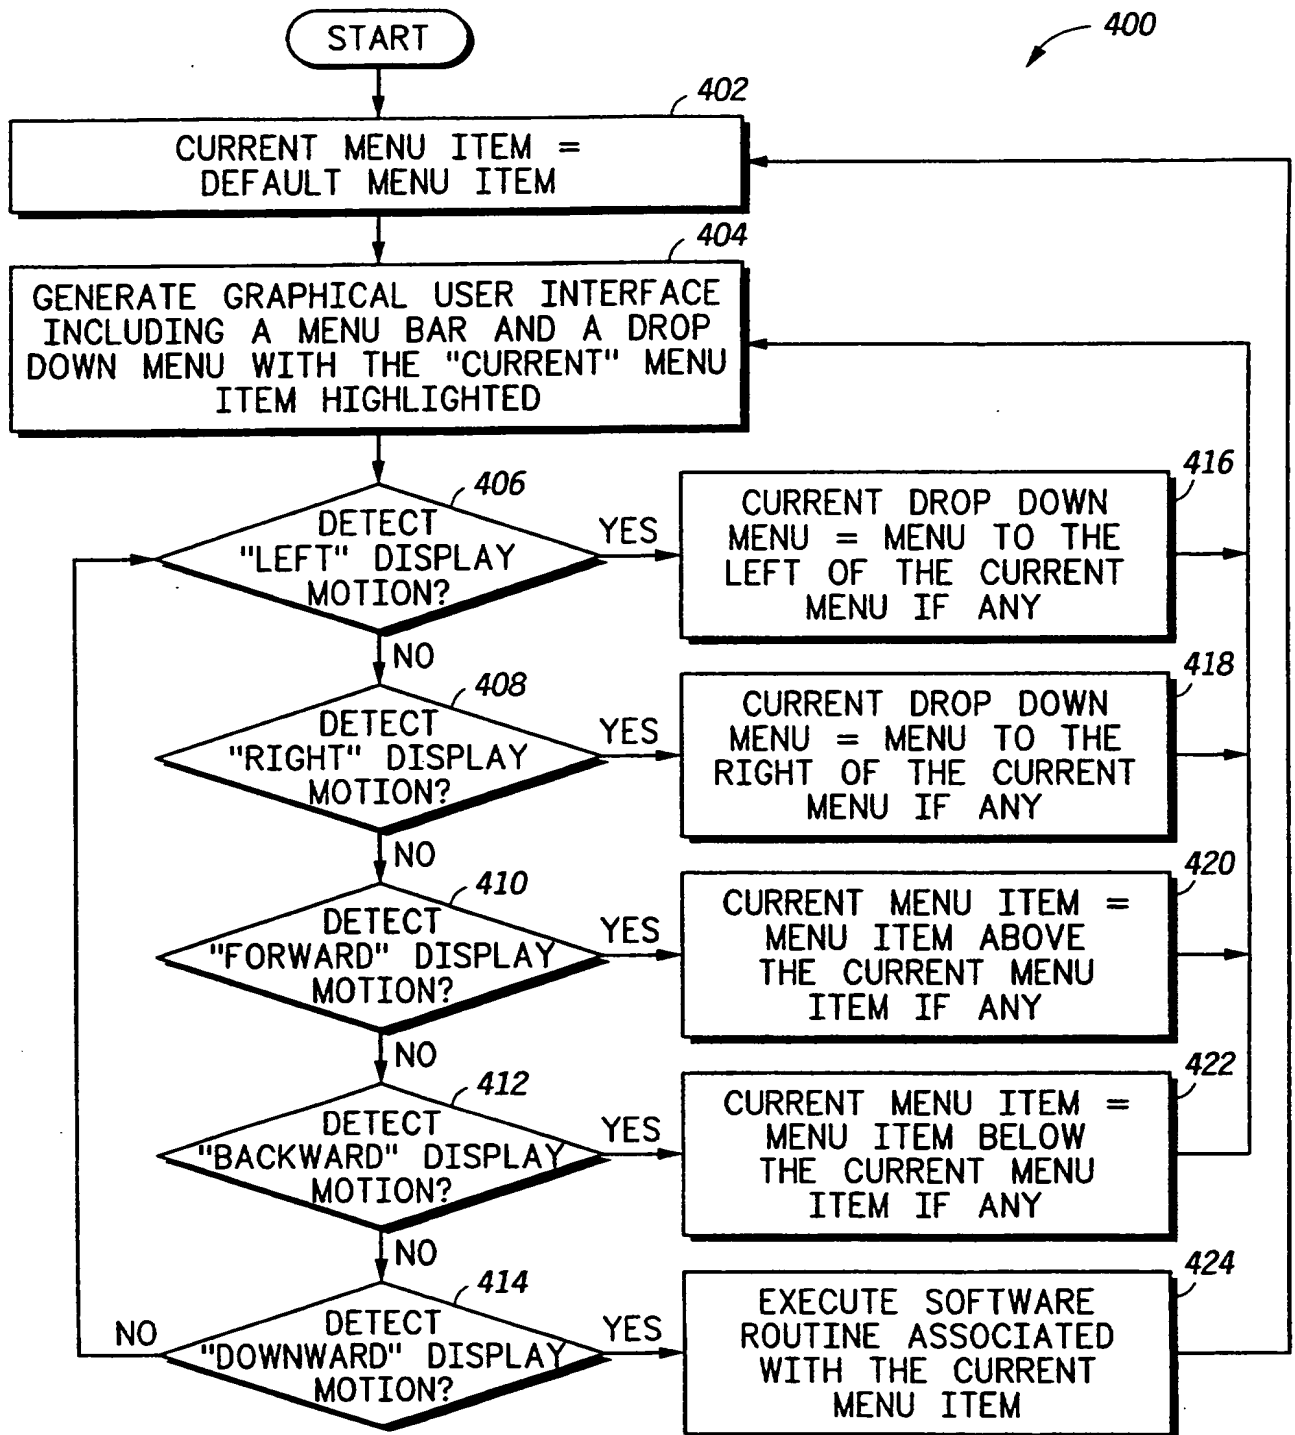 START
400
402
CURRENT MENU ITEM =
DEFAULT MENU ITEM
404
GENERATE GRAPHICAL USER INTERFACE
INCLUDING A MENU BAR AND A DROP
DOWN MENU WITH THE "CURRENT" MENU
ITEM HIGHLIGHTED
406
DETECT
"LEFT" DISPLAY
MOTION?
YES
NO
416
CURRENT DROP DOWN
MENU = MENU TO THE
LEFT OF THE CURRENT
MENU IF ANY
408
DETECT
"RIGHT" DISPLAY
MOTION?
YES
NO
418
CURRENT DROP DOWN
MENU = MENU TO THE
RIGHT OF THE CURRENT
MENU IF ANY
410
DETECT
"FORWARD" DISPLAY
MOTION?
YES
NO
420
CURRENT MENU ITEM =
MENU ITEM ABOVE
THE CURRENT MENU
ITEM IF ANY
412
DETECT
"BACKWARD" DISPLAY
MOTION?
YES
NO
422
CURRENT MENU ITEM =
MENU ITEM BELOW
THE CURRENT MENU
ITEM IF ANY
414
DETECT
"DOWNWARD" DISPLAY
MOTION?
NO
YES
424
EXECUTE SOFTWARE
ROUTINE ASSOCIATED
WITH THE CURRENT
MENU ITEM